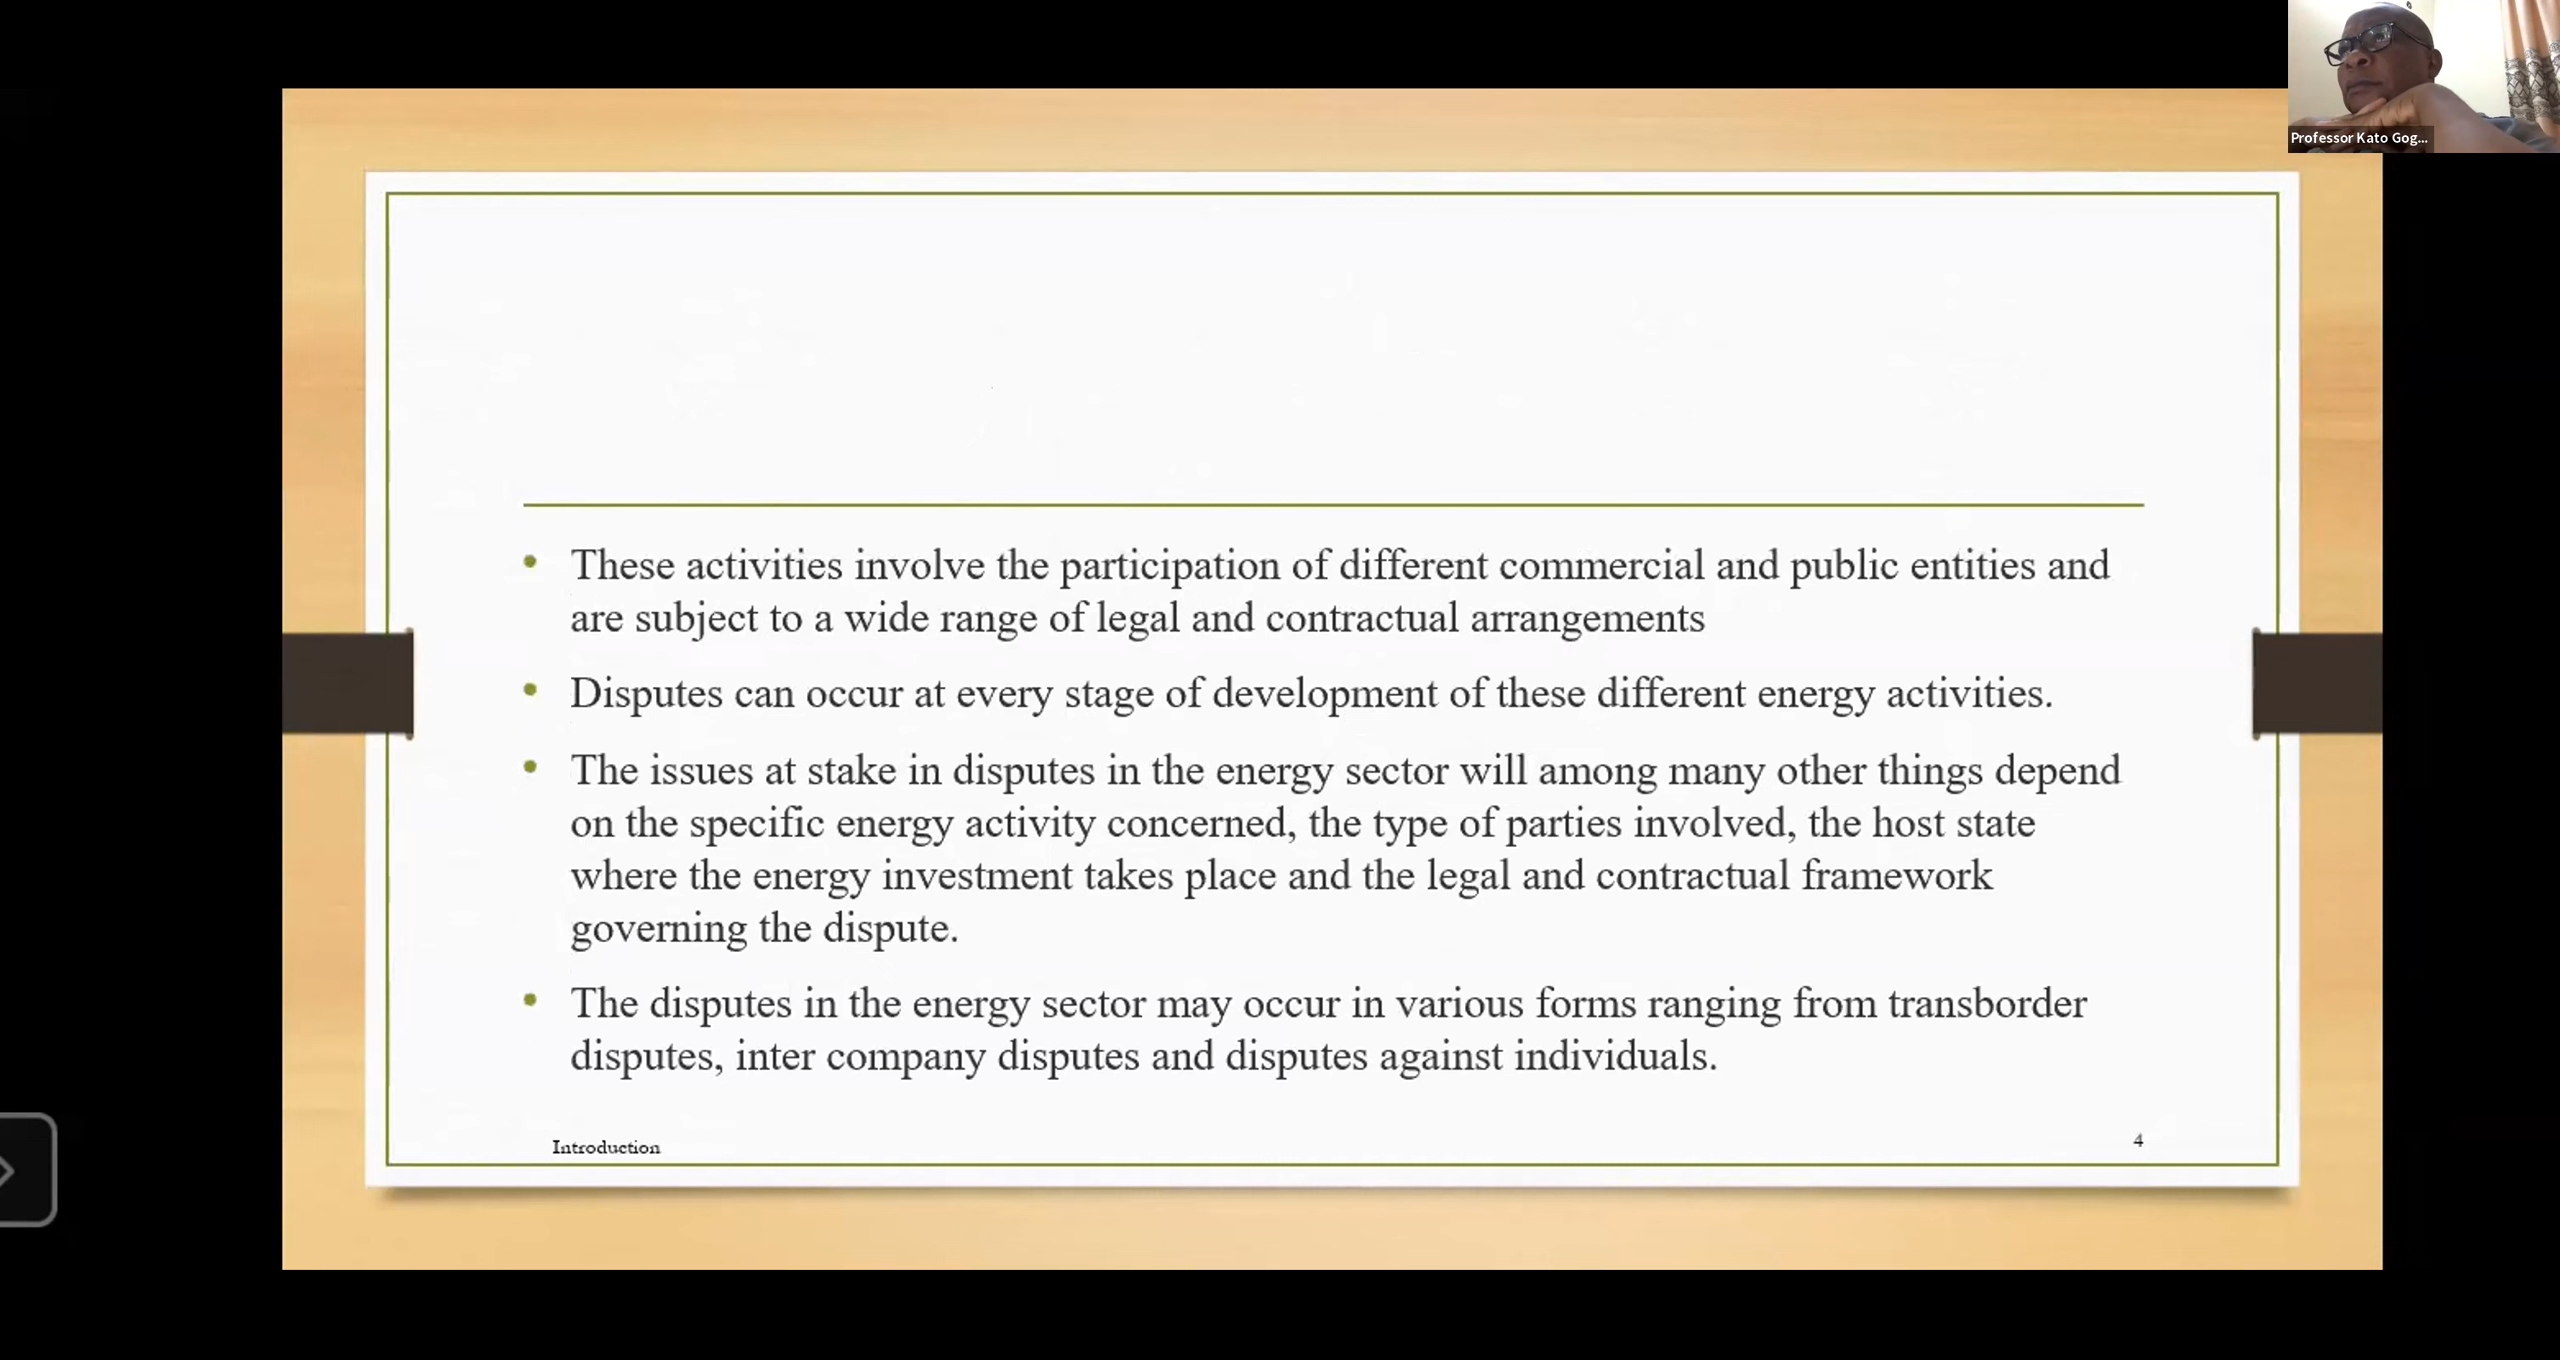 Professor Kato Gog...
• These activities involve the participation of different commercial and public entities and
are subject to a wide range of legal and contractual arrangements
• Disputes can occur at every stage of development of these different energy activities.
• The issues at stake in disputes in the energy sector will among many other things depend
on the specific energy activity concerned, the type of parties involved, the host state
where the energy investment takes place and the legal and contractual framework
governing the dispute.
• The disputes in the energy sector may occur in various forms ranging from transborder
disputes, inter company disputes and disputes against individuals.
Introduction
4